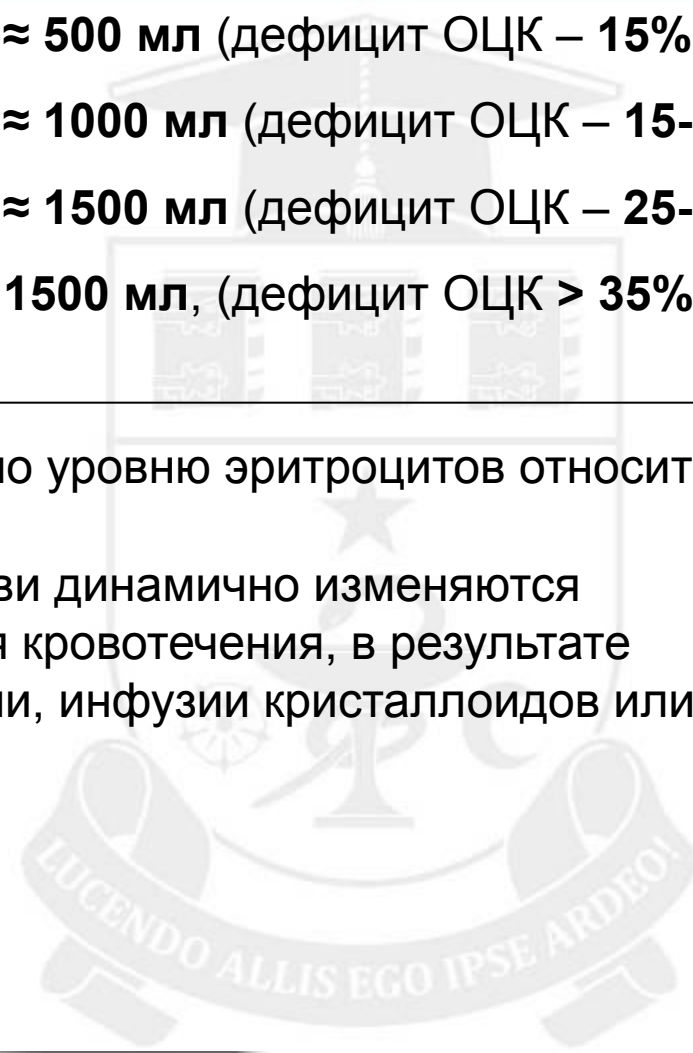 ≈ 500 мл (дефицит ОЦК – 15%
≈ 1000 мл (дефицит ОЦК – 15-
≈ 1500 мл (дефицит ОЦК – 25-
1500 мл, (дефицит ОЦК > 35%
по уровню эритроцитов относит
ви динамично изменяются
я кровотечения, в результате
и, инфузии кристаллоидов или
LUCENDO ALLIS EGO IPSE ARDEO!